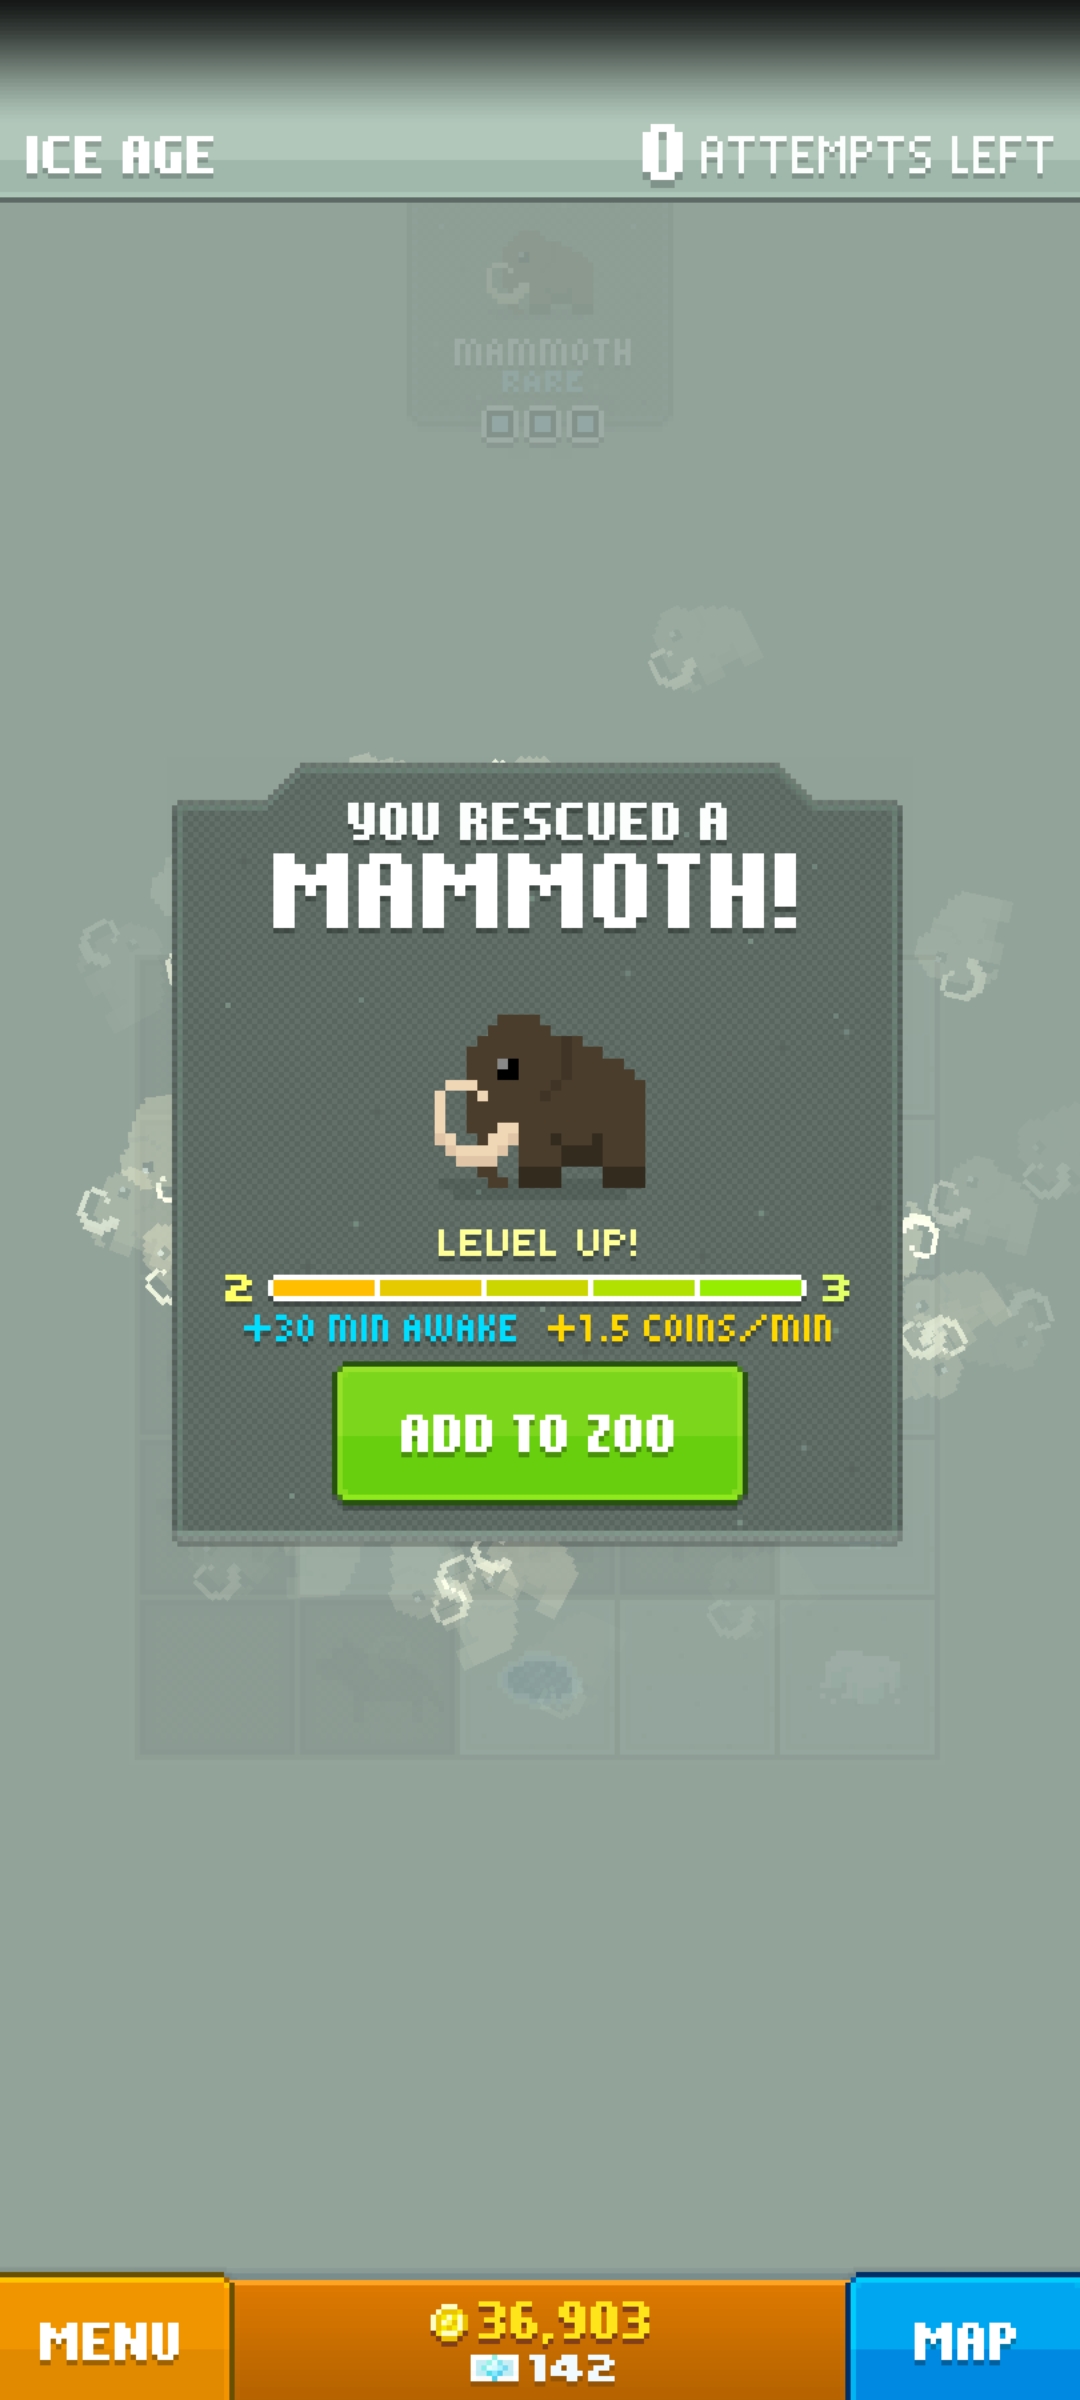 ICE AGE
0 ATTEMPTS LEFT
MAMMOTH
RARE
YOU RESCUED A
MAMMOTH!
LEVEL UP!
2 3
+30 MIN AWAKE +1.5 COINS/MIN
ADD TO ZOO
MENU
36,903
142
MAP